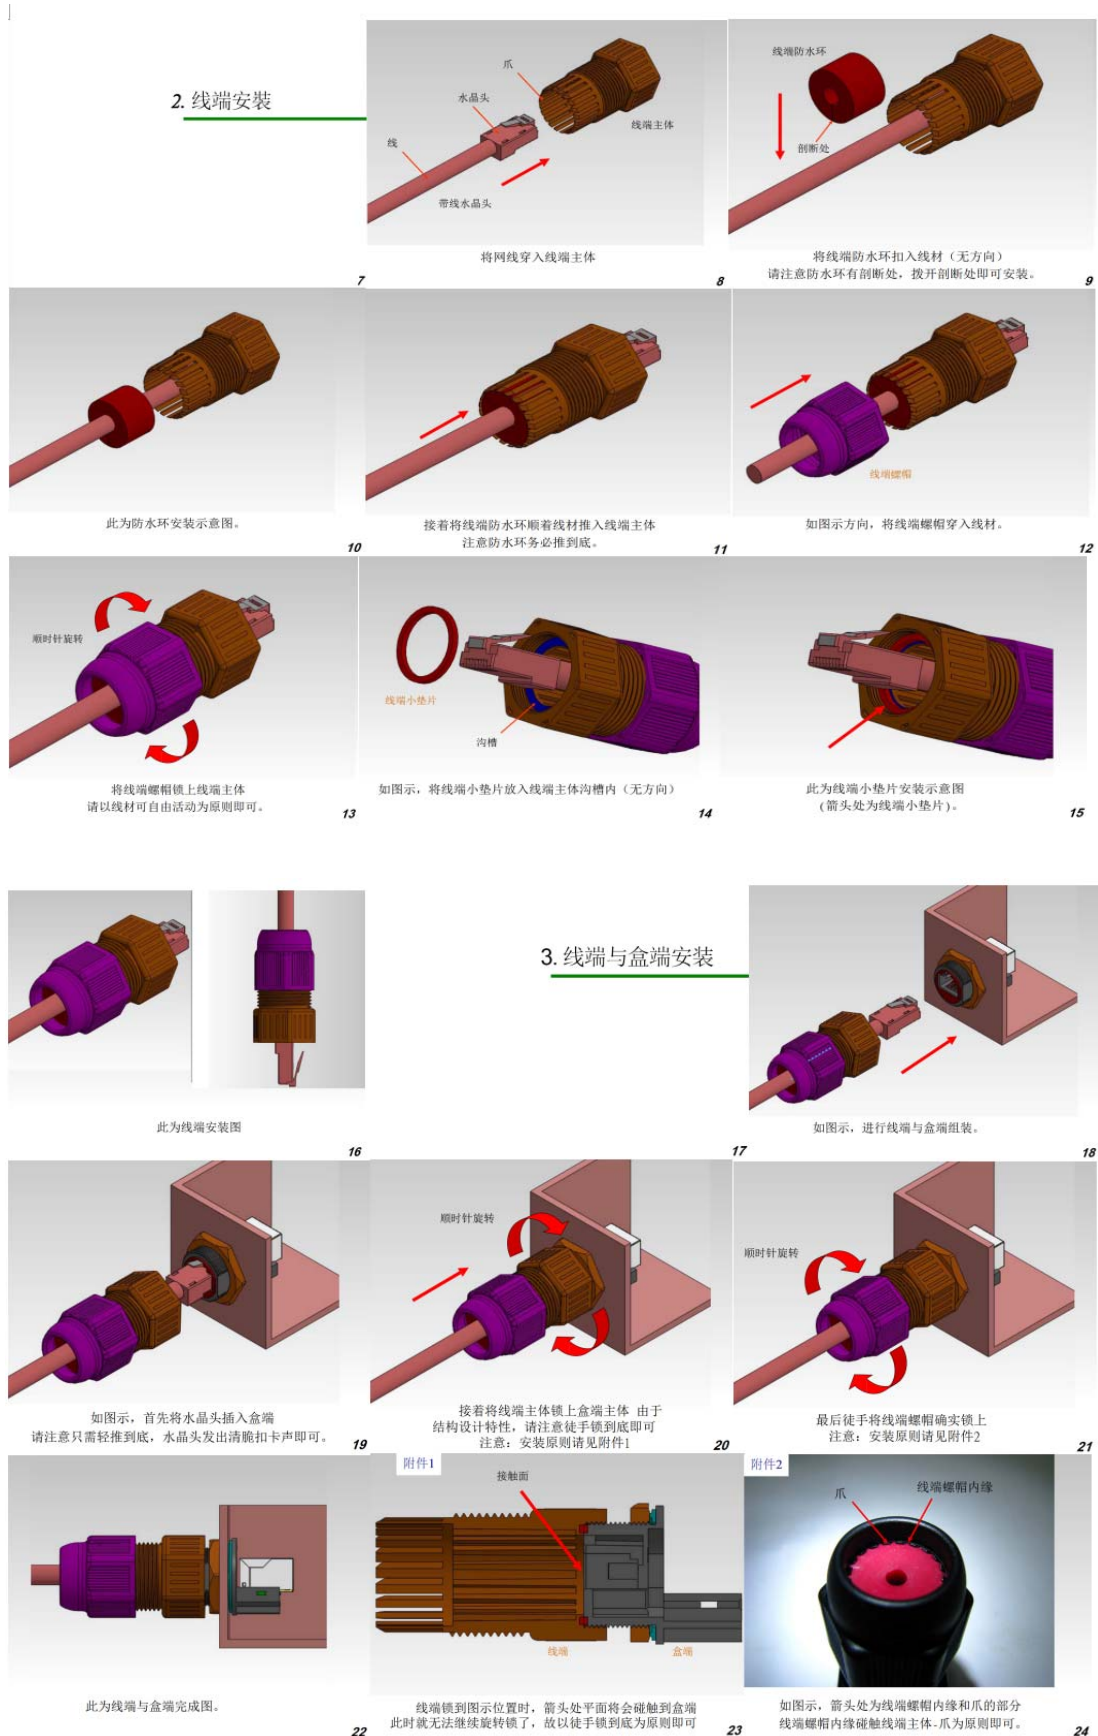 2. 线端安装
7
爪
水晶头
线端主体
线
带线水晶头
将网线穿入线端主体
8
线端防水环
剖断处
将线端防水环扣入线材（无方向）
请注意防水环有剖断处，拨开剖断处即可安装。
9
此为防水环安装示意图。
10
接着将线端防水环顺着线材推入线端主体
注意防水环务必推到底。
11
线端螺帽
如图示方向，将线端螺帽穿入线材。
12
顺时针旋转
将线端螺帽锁上线端主体
请以线材可自由活动为原则即可。
13
线端小垫片
沟槽
如图示，将线端小垫片放入线端主体沟槽内（无方向）
14
此为线端小垫片安装示意图
（箭头处为线端小垫片）。
15
此为线端安装图
16
3. 线端与盒端安装
17
如图示，进行线端与盒端组装。
18
如图示，首先将水晶头插入盒端
请注意只需轻推到底，水晶头发出清脆扣卡声即可。
19
顺时针旋转
接着将线端主体锁上盒端主体 由于
结构设计特性，请注意徒手锁到底即可
注意：安装原则请见附件1
20
顺时针旋转
最后徒手将线端螺帽确实锁上
注意：安装原则请见附件2
21
此为线端与盒端完成图。
22
附件1
接触面
线端
盒端
线端锁到图示位置时，箭头处平面将会碰触到盒端
此时就无法继续旋转锁了，故以徒手锁到底为原则即可
23
附件2
爪
线端螺帽内缘
如图示，箭头处为线端螺帽内缘和爪的部分
线端螺帽内缘碰触线端主体-爪为原则即可。
24